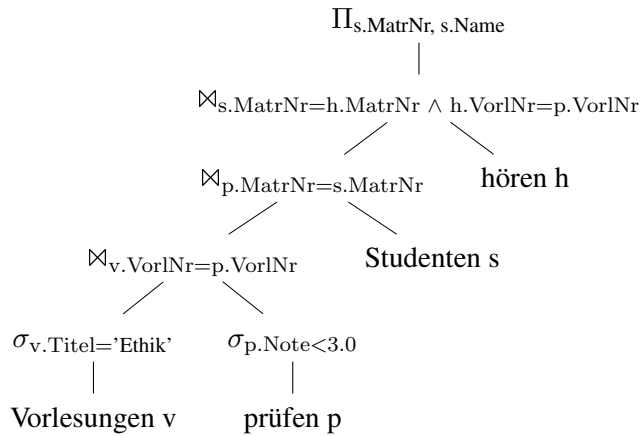 Π s.MatrNr, s.Name
⋈ s.MatrNr=h.MatrNr ∧ h.VorlNr=p.VorlNr
⋈ p.MatrNr=s.MatrNr
hören h
⋈ v.VorlNr=p.VorlNr
Studenten s
σ v.Titel='Ethik'
σ p.Note<3.0
Vorlesungen v
prüfen p